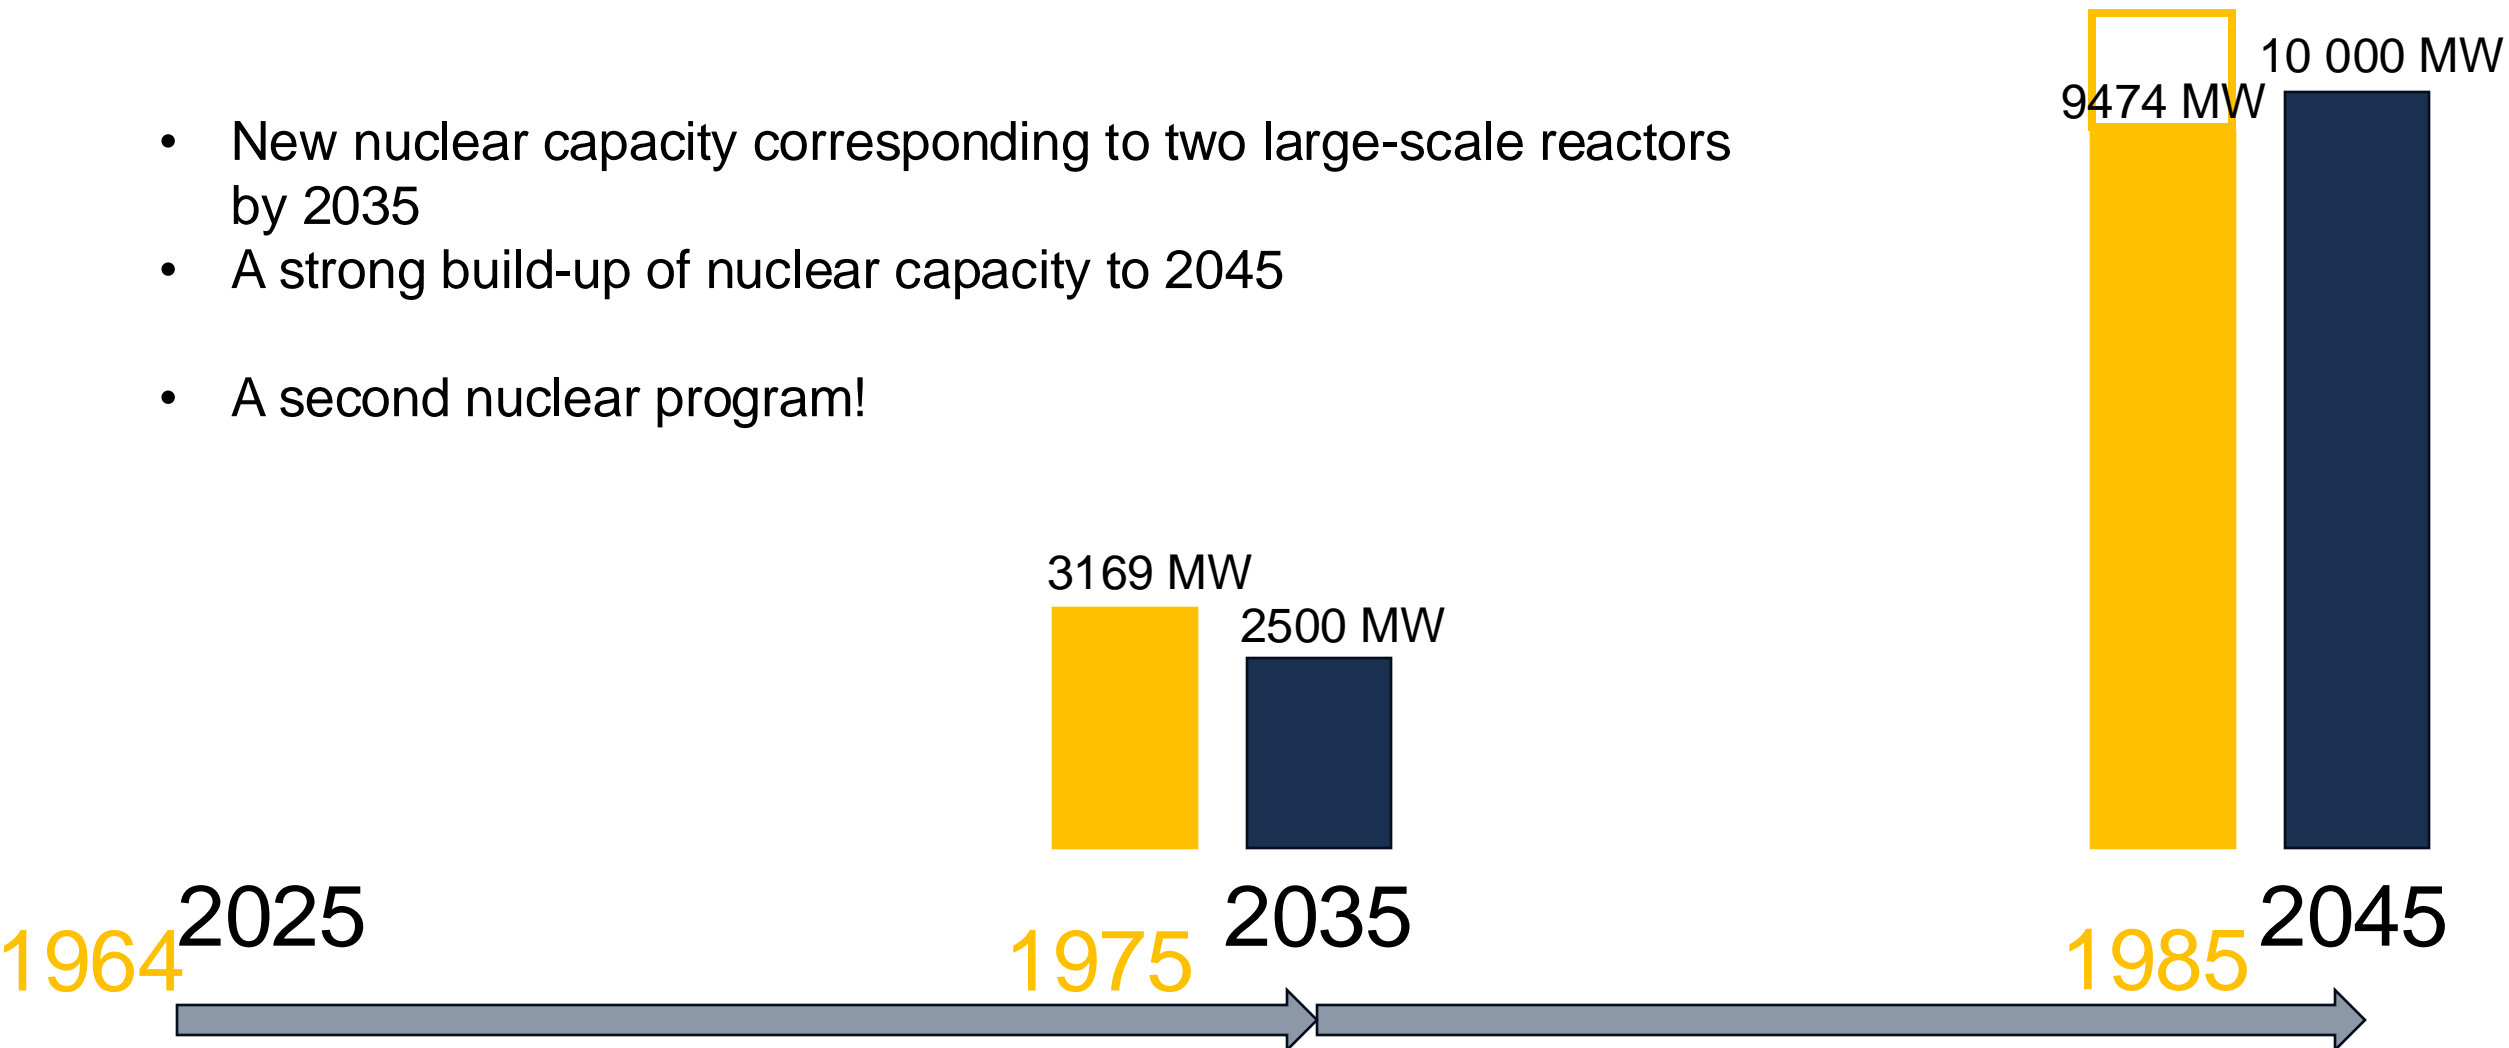 • New nuclear capacity corresponding to two large-scale reactors
by 2035
• A strong build-up of nuclear capacity to 2045
• A second nuclear program!
10 000 MW
9474 MW
3169 MW
2500 MW
2025
2035
2045
1964
1975
1985